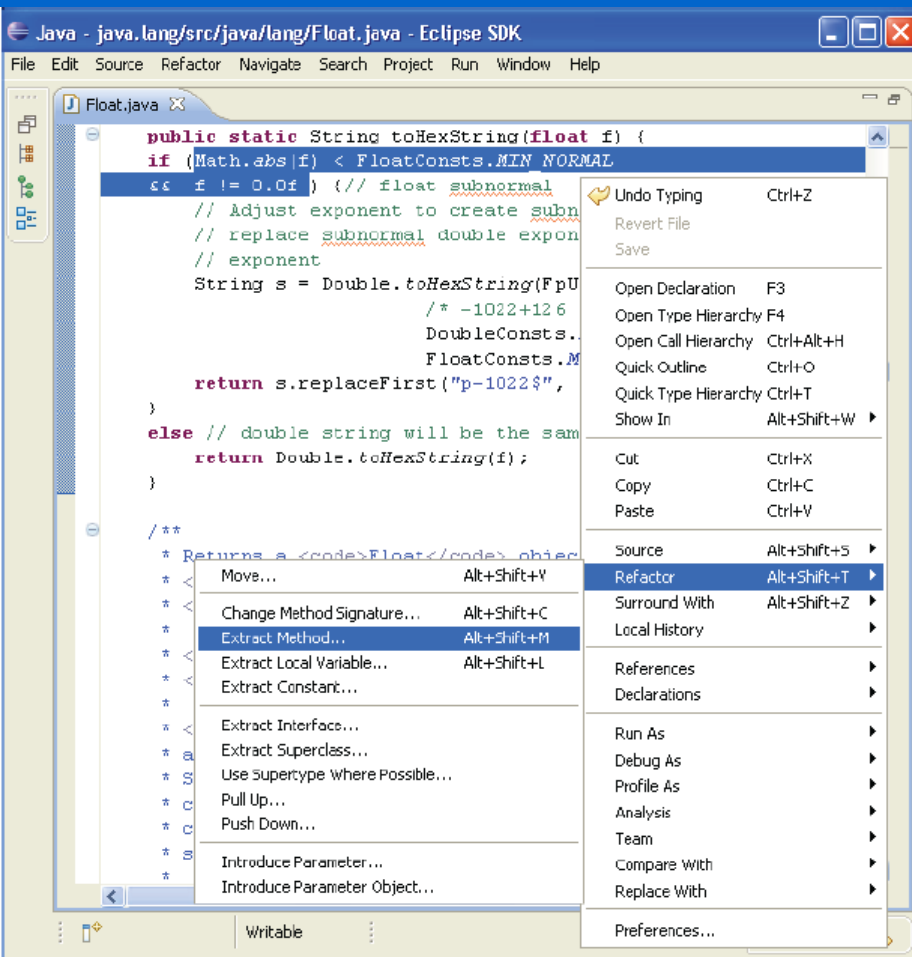 Java - java.lang/src/java/lang/Float.java - Eclipse SDK
File Edit Source Refactor Navigate Search Project Run Window Help
Float.java
public static String toHexString(float f) {
if (Math.abs|f) < FloatConsts.MIN_NORMAL
&& f != 0.0f ) {// float subnormal
// Adjust exponent to create subn
// replace subnormal double expon
// exponent
String s = Double.toHexString(FpU
/* -1022+126
DoubleConsts.
FloatConsts.M
return s.replaceFirst("p-1022$",
}
else // double string will be the sam
return Double.toHexString(f);
}
/**
* Returns a <code>Float</code> objec
* <
* <
*
* <
* <
*
* <
* a
* S
* c
* c
* s
*
Undo Typing Ctrl+Z
Revert File
Save
Open Declaration F3
Open Type Hierarchy F4
Open Call Hierarchy Ctrl+Alt+H
Quick Outline Ctrl+O
Quick Type Hierarchy Ctrl+T
Show In Alt+Shift+W
Cut Ctrl+X
Copy Ctrl+C
Paste Ctrl+V
Source Alt+Shift+S
Refactor Alt+Shift+T
Surround With Alt+Shift+Z
Local History
References
Declarations
Run As
Debug As
Profile As
Analysis
Team
Compare With
Replace With
Preferences...
Move... Alt+Shift+V
Change Method Signature... Alt+Shift+C
Extract Method... Alt+Shift+M
Extract Local Variable... Alt+Shift+L
Extract Constant...
Extract Interface...
Extract Superclass...
Use Supertype Where Possible...
Pull Up...
Push Down...
Introduce Parameter...
Introduce Parameter Object...
Writable